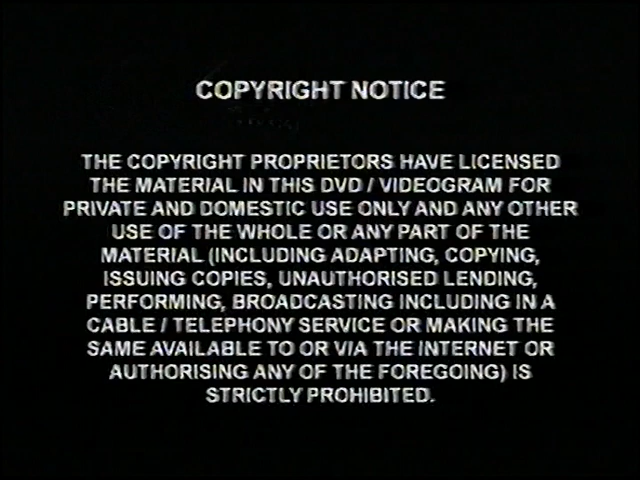 COPYRIGHT NOTICE
THE COPYRIGHT PROPRIETORS HAVE LICENSED
THE MATERIAL IN THIS DVD / VIDEOGRAM FOR
PRIVATE AND DOMESTIC USE ONLY AND ANY OTHER
USE OF THE WHOLE OR ANY PART OF THE
MATERIAL (INCLUDING ADAPTING, COPYING,
ISSUING COPIES, UNAUTHORISED LENDING,
PERFORMING, BROADCASTING INCLUDING IN A
CABLE / TELEPHONY SERVICE OR MAKING THE
SAME AVAILABLE TO OR VIA THE INTERNET OR
AUTHORISING ANY OF THE FOREGOING) IS
STRICTLY PROHIBITED.